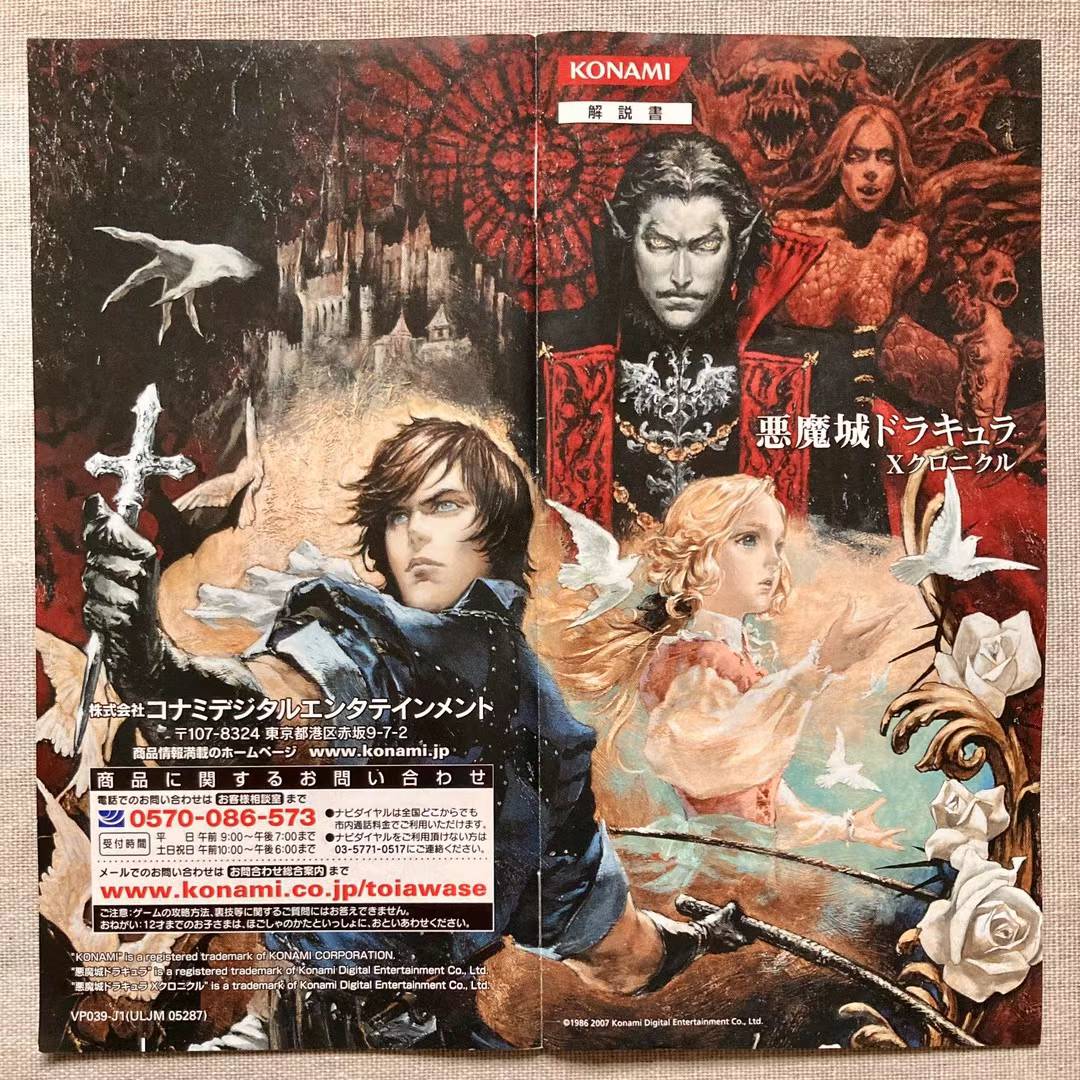 KONAMI
解説書
悪魔城ドラキュラ
Xクロニクル
株式会社コナミデジタルエンタテインメント
〒107-8324 東京都港区赤坂9-7-2
商品情報満載のホームページ www.konami.jp
商品に関するお問い合わせ
電話でのお問い合わせは お客様相談室 まで
0570-086-573
受付時間
平 日 午前 9:00〜午後7:00まで
土日祝日 午前10:00〜午後6:00まで
●ナビダイヤルは全国どこからでも
市内通話料金でご利用いただけます。
●ナビダイヤルをご利用頂けない方は
03-5771-0517にご連絡ください。
メールでのお問い合わせは お問合わせ総合案内 まで
www.konami.co.jp/toiawase
ご注意:ゲームの攻略方法、裏技等に関するご質問にはお答えできません。
おねがい:12才までのお子さまは、ほごしゃのかたといっしょに、おといあわせください。
"KONAMI" is a registered trademark of KONAMI CORPORATION.
"悪魔城ドラキュラ" is a registered trademark of Konami Digital Entertainment Co., Ltd.
"悪魔城ドラキュラ Xクロニクル" is a trademark of Konami Digital Entertainment Co., Ltd.
VP039-J1(ULJM 05287)
©1986 2007 Konami Digital Entertainment Co., Ltd.